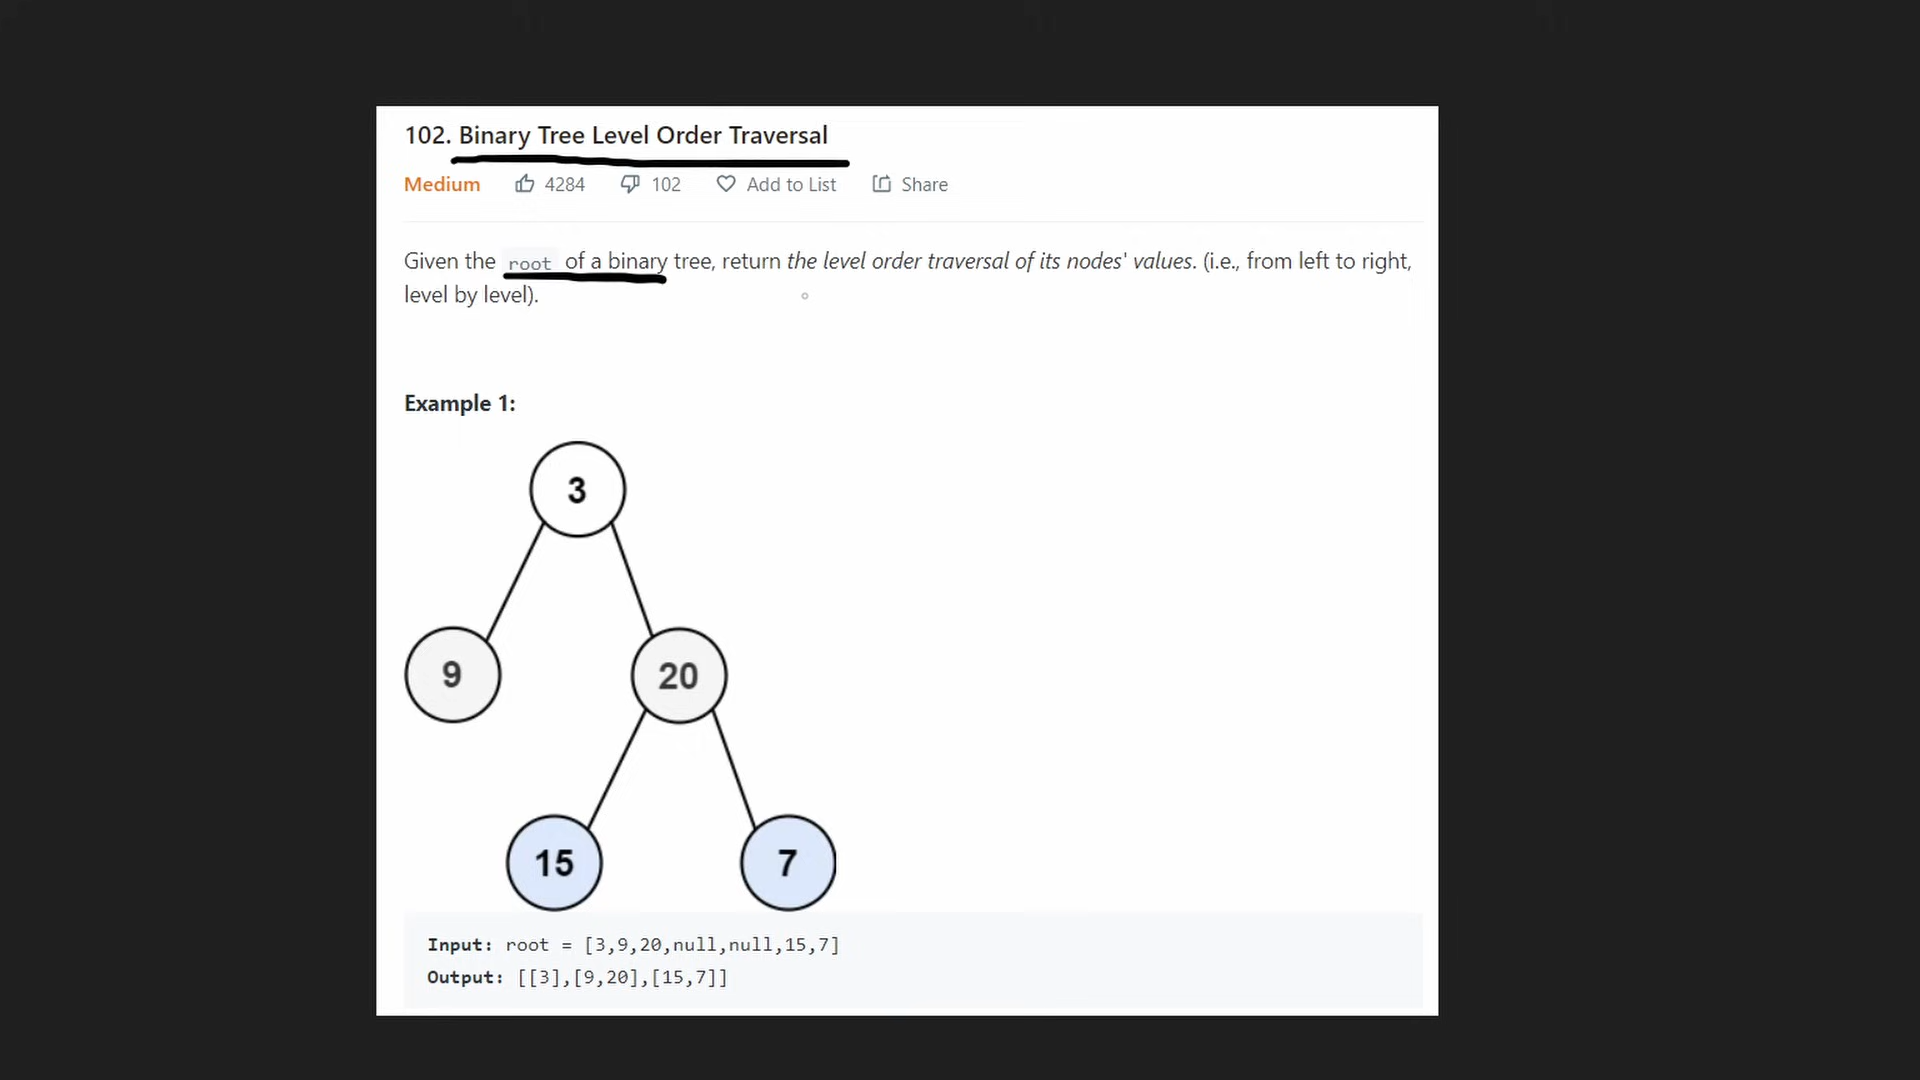 102. Binary Tree Level Order Traversal
Medium 4284 102 Add to List Share
Given the root of a binary tree, return the level order traversal of its nodes' values. (i.e., from left to right,
level by level).
Example 1:
3
9 20
15 7
Input: root = [3,9,20,null,null,15,7]
Output: [[3],[9,20],[15,7]]